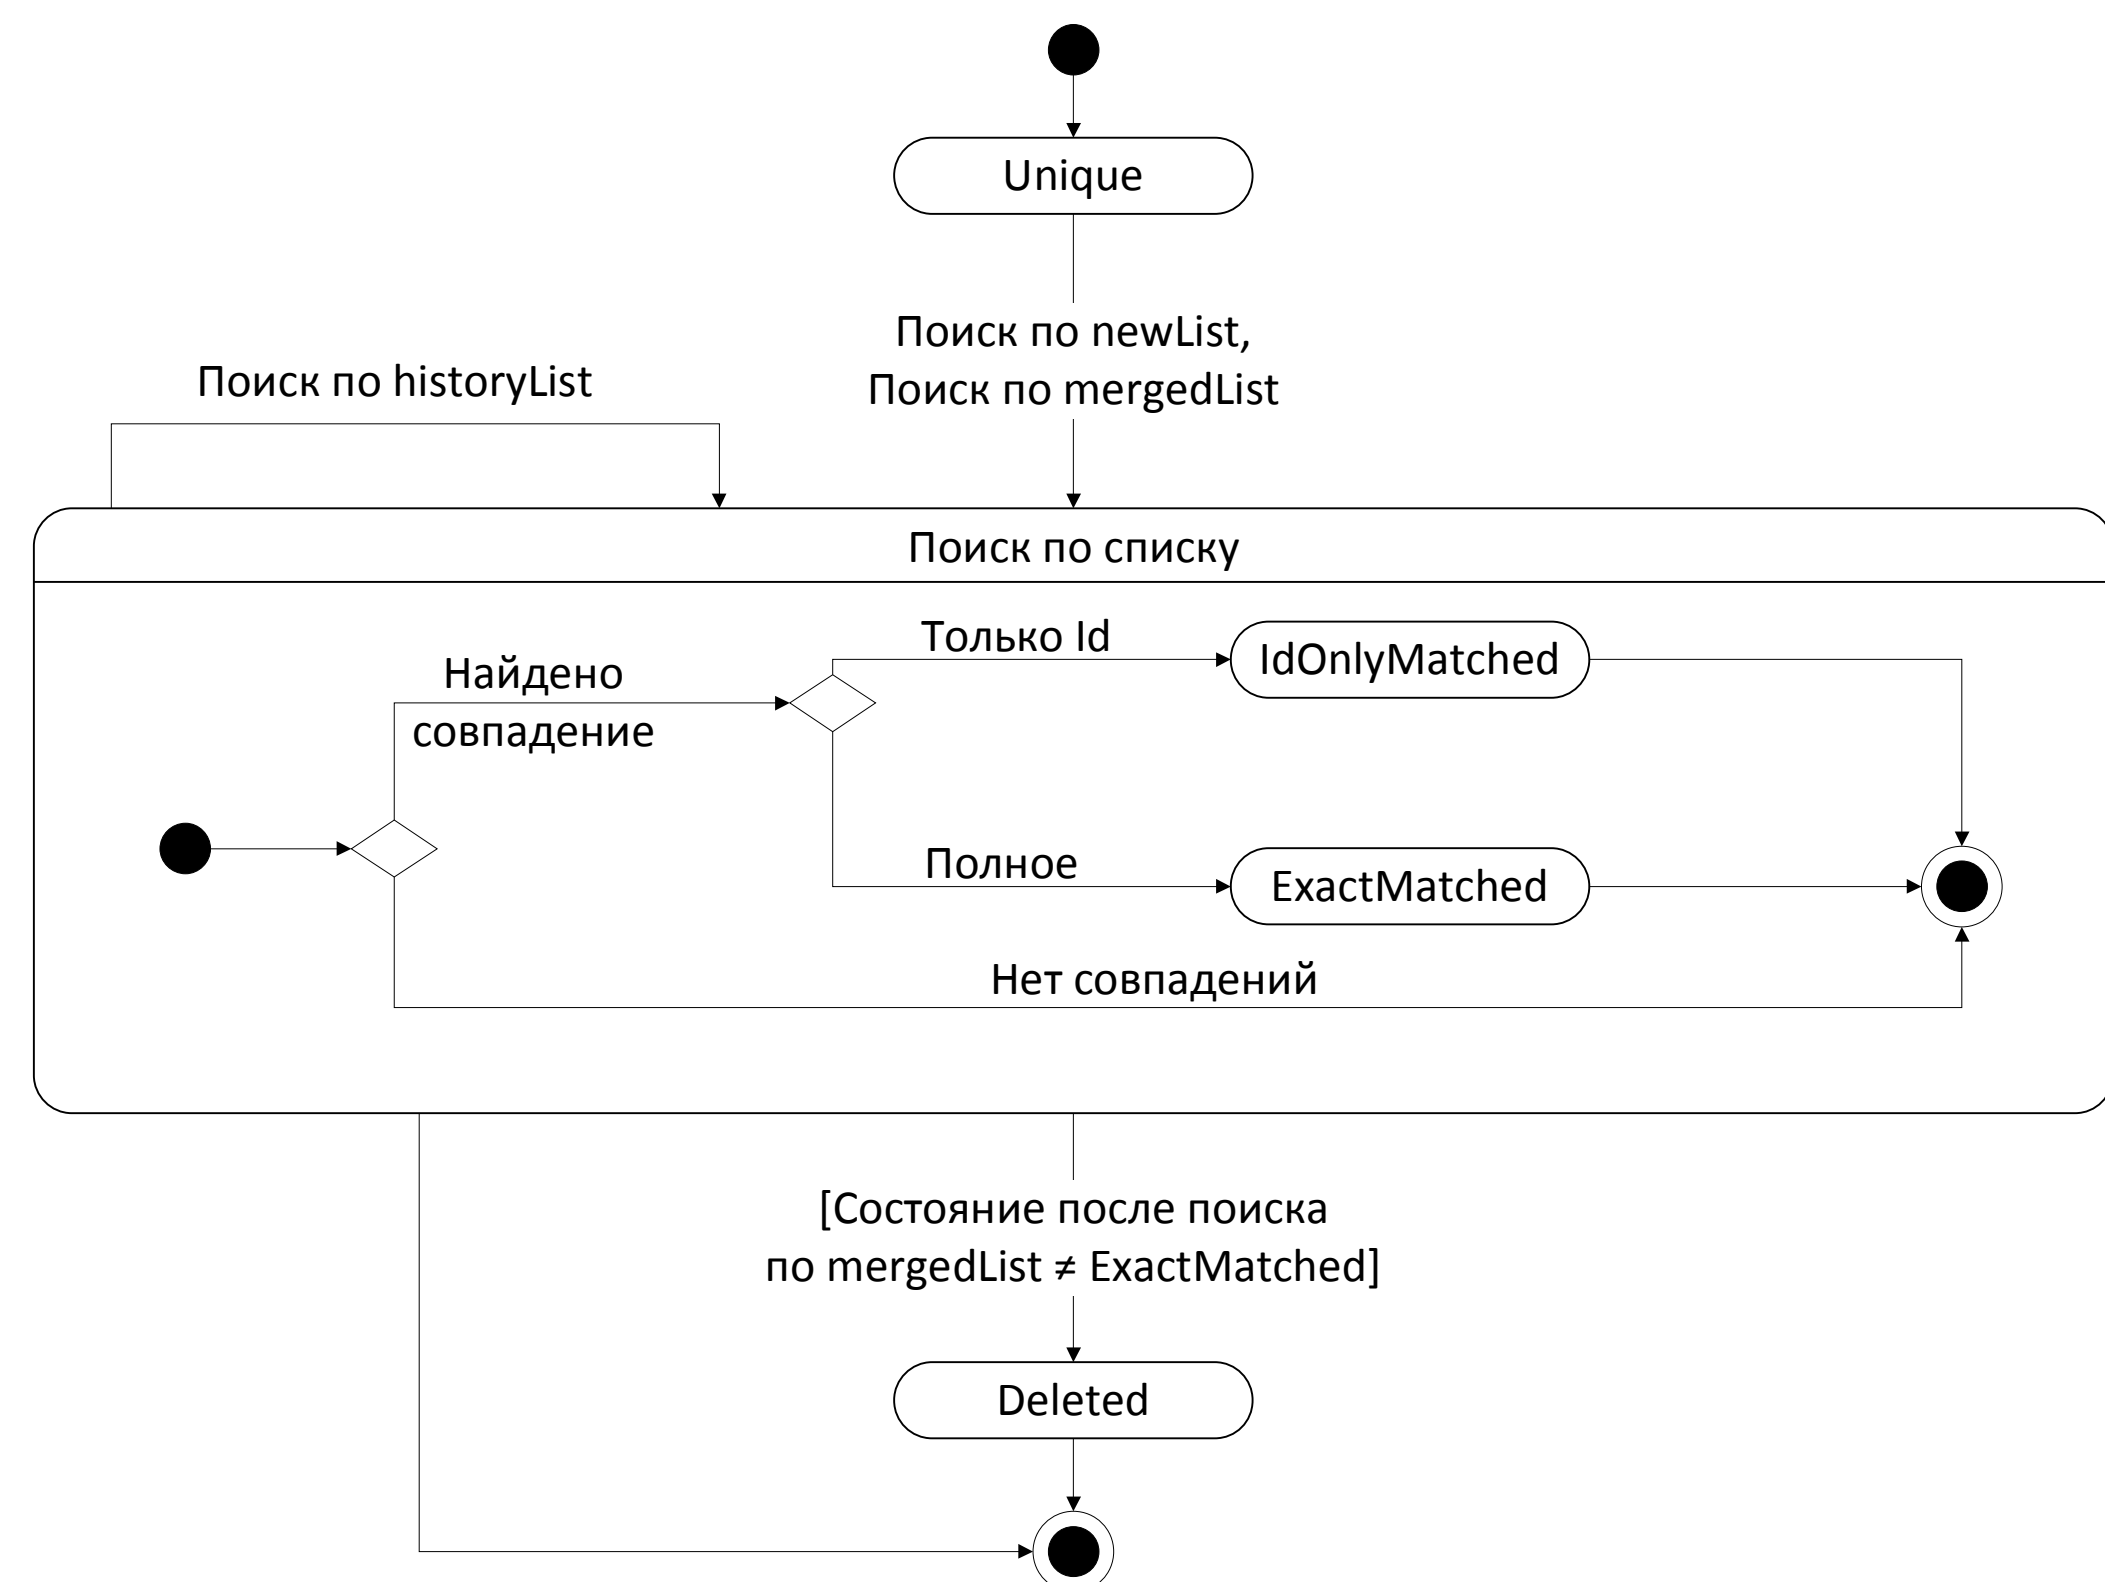 Unique
Поиск по newList,
Поиск по mergedList
Поиск по historyList
Поиск по списку
Только Id
IdOnlyMatched
Найдено
совпадение
Полное
ExactMatched
Нет совпадений
[Состояние после поиска
по mergedList ≠ ExactMatched]
Deleted